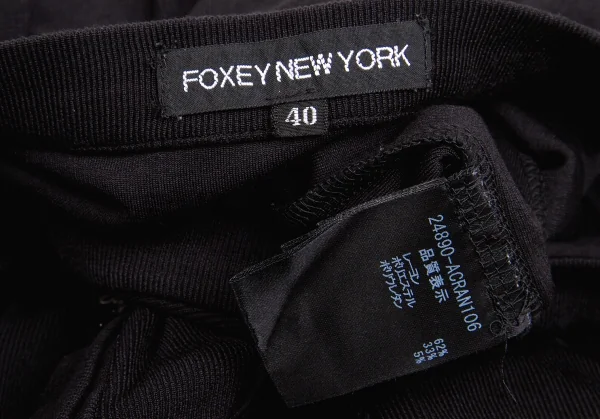 FOXEY NEW YORK
40
24890-ACRAN106
品質表示
レーヨン 62%
ポリエステル 33%
ポリウレタン 5%